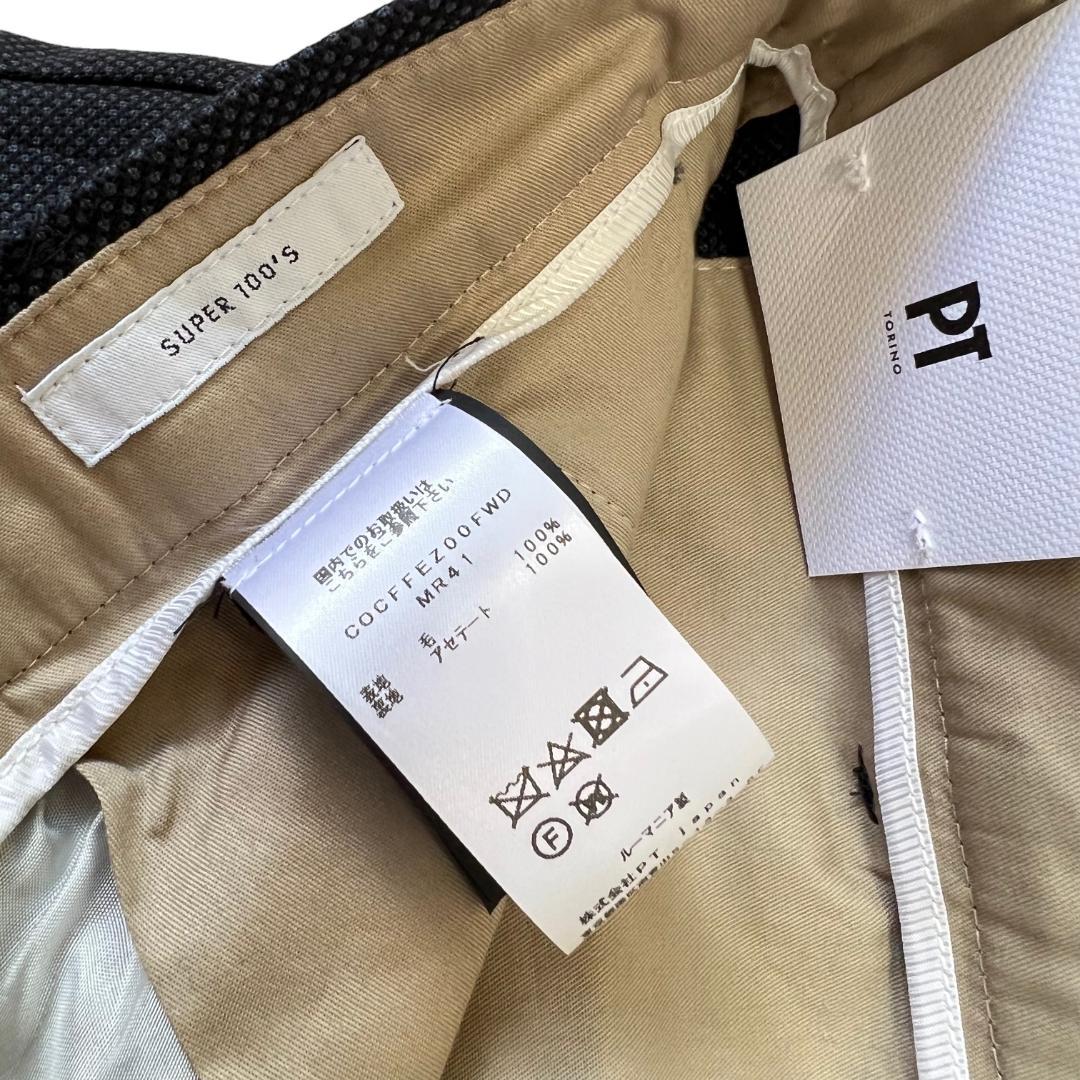 SUPER 100'S
PT
TORINO
国内でのお取扱いは
こちらをご参照下さい
COCFFEZ00FWD
MR41
表地 毛 100%
裏地 アセテート 100%
F
ルーマニア製
株式会社PT Japan